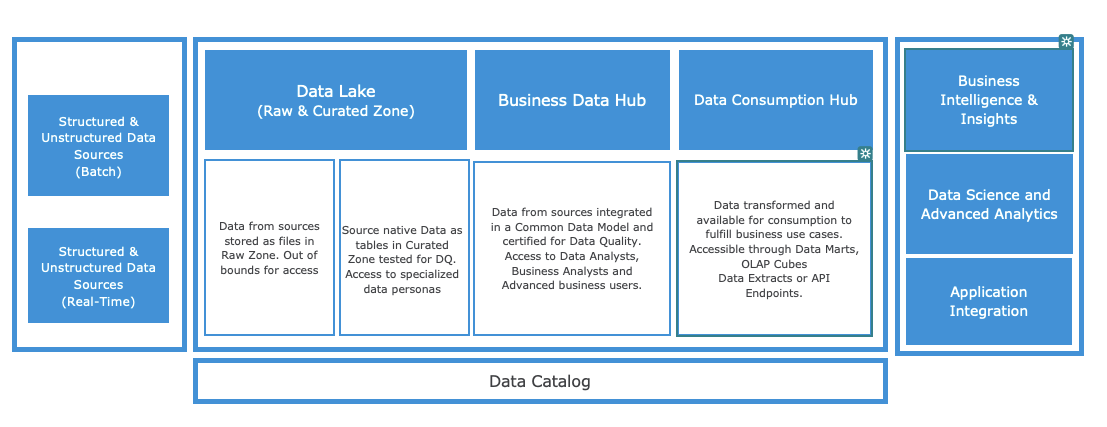 Structured &
Unstructured Data
Sources
(Batch)
Structured &
Unstructured Data
Sources
(Real-Time)
Data Lake
(Raw & Curated Zone)
Business Data Hub
Data Consumption Hub
Data from sources
stored as files in
Raw Zone. Out of
bounds for access
Source native Data as
tables in Curated
Zone tested for DQ.
Access to specialized
data personas
Data from sources integrated
in a Common Data Model and
certified for Data Quality.
Access to Data Analysts,
Business Analysts and
Advanced business users.
Data transformed and
available for consumption to
fulfill business use cases.
Accessible through Data Marts,
OLAP Cubes
Data Extracts or API
Endpoints.
Business
Intelligence &
Insights
Data Science and
Advanced Analytics
Application
Integration
Data Catalog